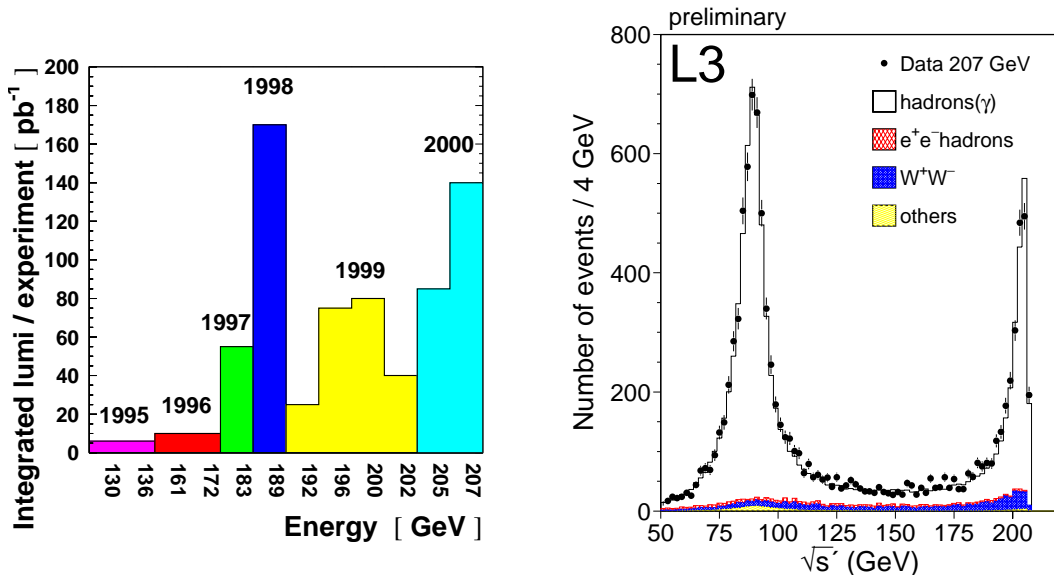 Integrated lumi / experiment [ pb-1 ]
200
180
160
140
120
100
80
60
40
20
0
1995
1996
1997
1998
1999
2000
130 136 161 172 183 189 192 196 200 202 205 207
Energy [ GeV ]
preliminary
L3
Number of events / 4 GeV
800
600
400
200
0
Data 207 GeV
hadrons(γ)
e+e−hadrons
W+W−
others
50 75 100 125 150 175 200
√s´ (GeV)